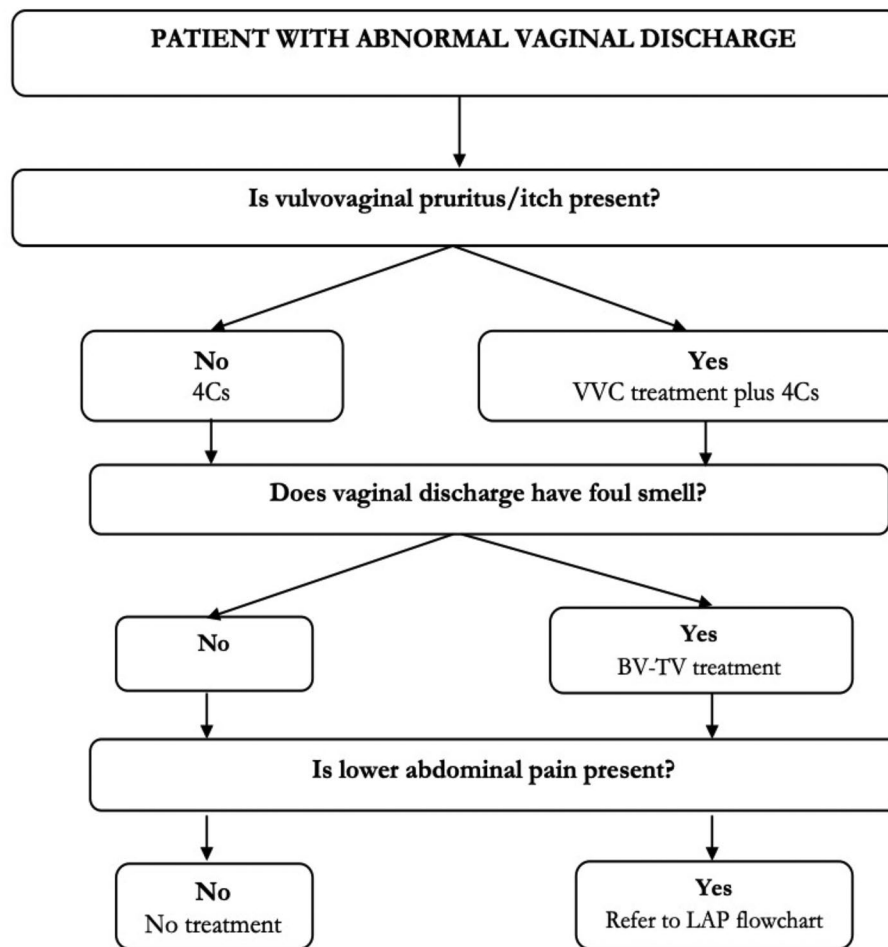 PATIENT WITH ABNORMAL VAGINAL DISCHARGE
Is vulvovaginal pruritus/itch present?
No
4Cs
Yes
VVC treatment plus 4Cs
Does vaginal discharge have foul smell?
No
Yes
BV-TV treatment
Is lower abdominal pain present?
No
No treatment
Yes
Refer to LAP flowchart